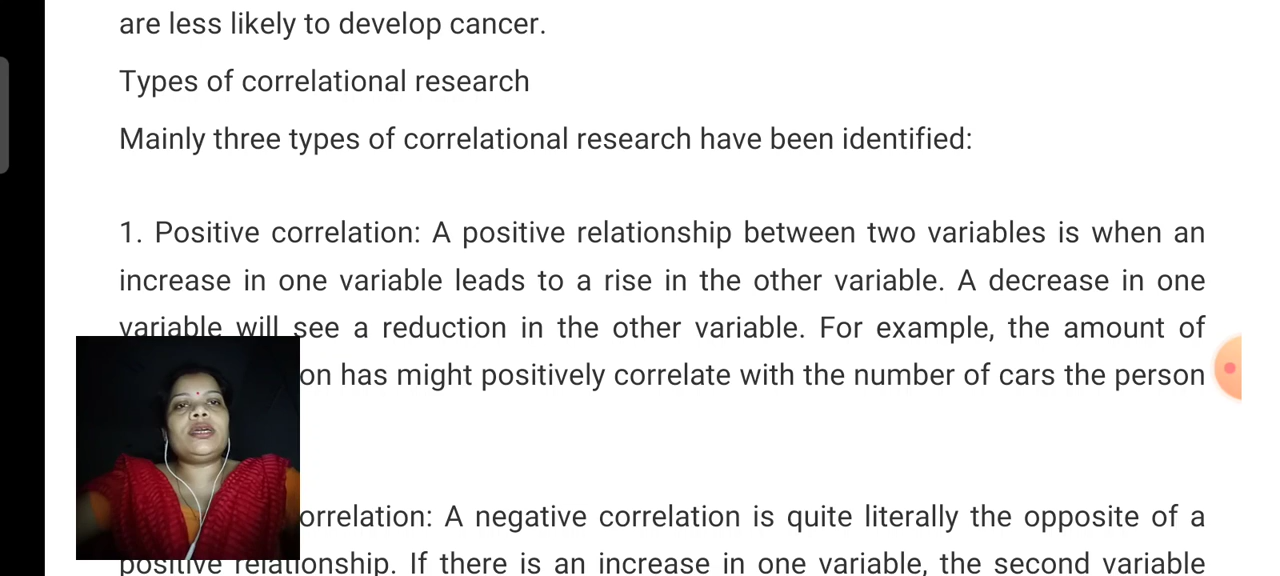 are less likely to develop cancer.
Types of correlational research
Mainly three types of correlational research have been identified:
1. Positive correlation: A positive relationship between two variables is when an
increase in one variable leads to a rise in the other variable. A decrease in one
variable will see a reduction in the other variable. For example, the amount of
on has might positively correlate with the number of cars the person
orrelation: A negative correlation is quite literally the opposite of a
positive relationship. If there is an increase in one variable, the second variable